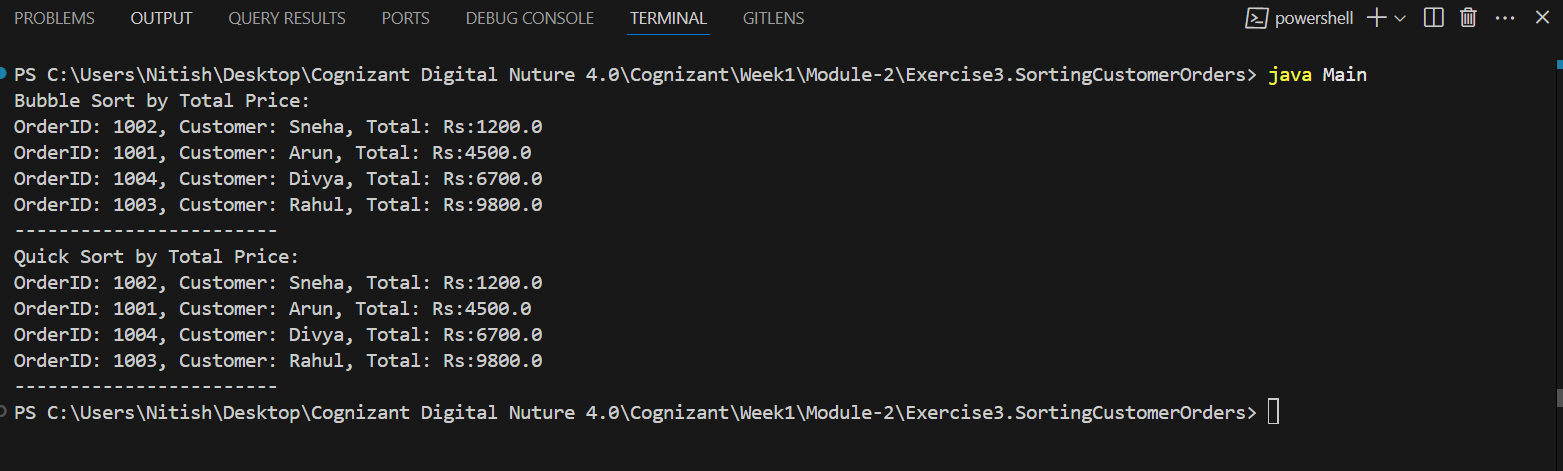 PROBLEMS OUTPUT QUERY RESULTS PORTS DEBUG CONSOLE TERMINAL GITLENS powershell
PS C:\Users\Nitish\Desktop\Cognizant Digital Nuture 4.0\Cognizant\Week1\Module-2\Exercise3.SortingCustomerOrders> java Main
Bubble Sort by Total Price:
OrderID: 1002, Customer: Sneha, Total: Rs:1200.0
OrderID: 1001, Customer: Arun, Total: Rs:4500.0
OrderID: 1004, Customer: Divya, Total: Rs:6700.0
OrderID: 1003, Customer: Rahul, Total: Rs:9800.0
------------------------
Quick Sort by Total Price:
OrderID: 1002, Customer: Sneha, Total: Rs:1200.0
OrderID: 1001, Customer: Arun, Total: Rs:4500.0
OrderID: 1004, Customer: Divya, Total: Rs:6700.0
OrderID: 1003, Customer: Rahul, Total: Rs:9800.0
------------------------
PS C:\Users\Nitish\Desktop\Cognizant Digital Nuture 4.0\Cognizant\Week1\Module-2\Exercise3.SortingCustomerOrders>